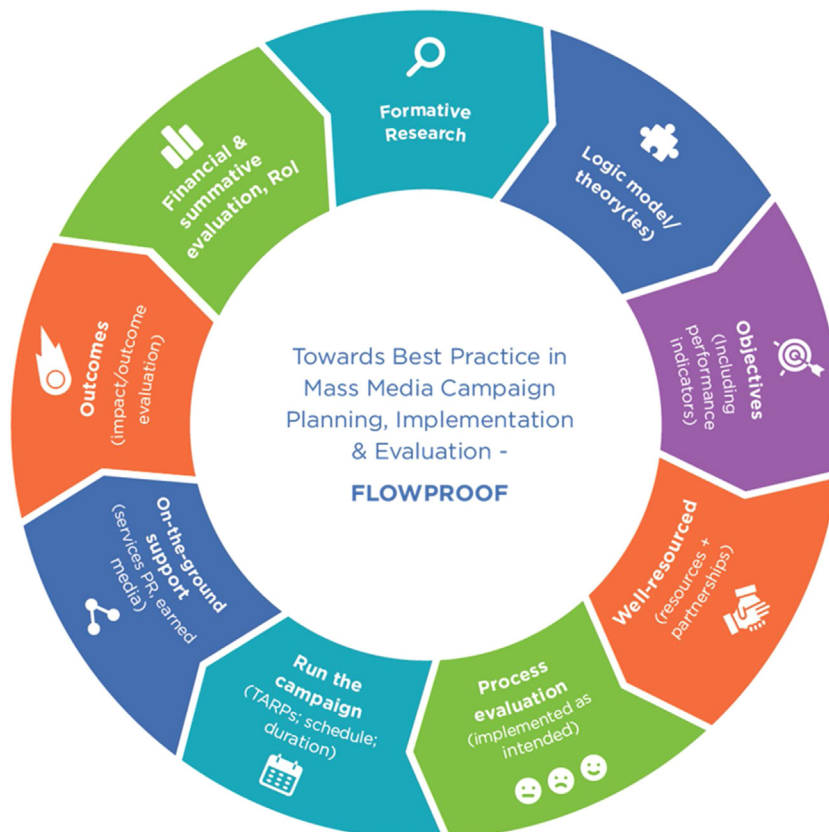 Formative
Research
Logic model/
theory(ies)
Objectives
(Including
performance
indicators)
Well-resourced
(resources +
partnerships)
Process
evaluation
(implemented as
intended)
Run the
campaign
(TARPs; schedule;
duration)
On-the-ground
support
(services PR, earned
media)
Outcomes
(impact/outcome
evaluation)
Financial &
summative
evaluation, RoI
Towards Best Practice in
Mass Media Campaign
Planning, Implementation
& Evaluation -
FLOWPROOF